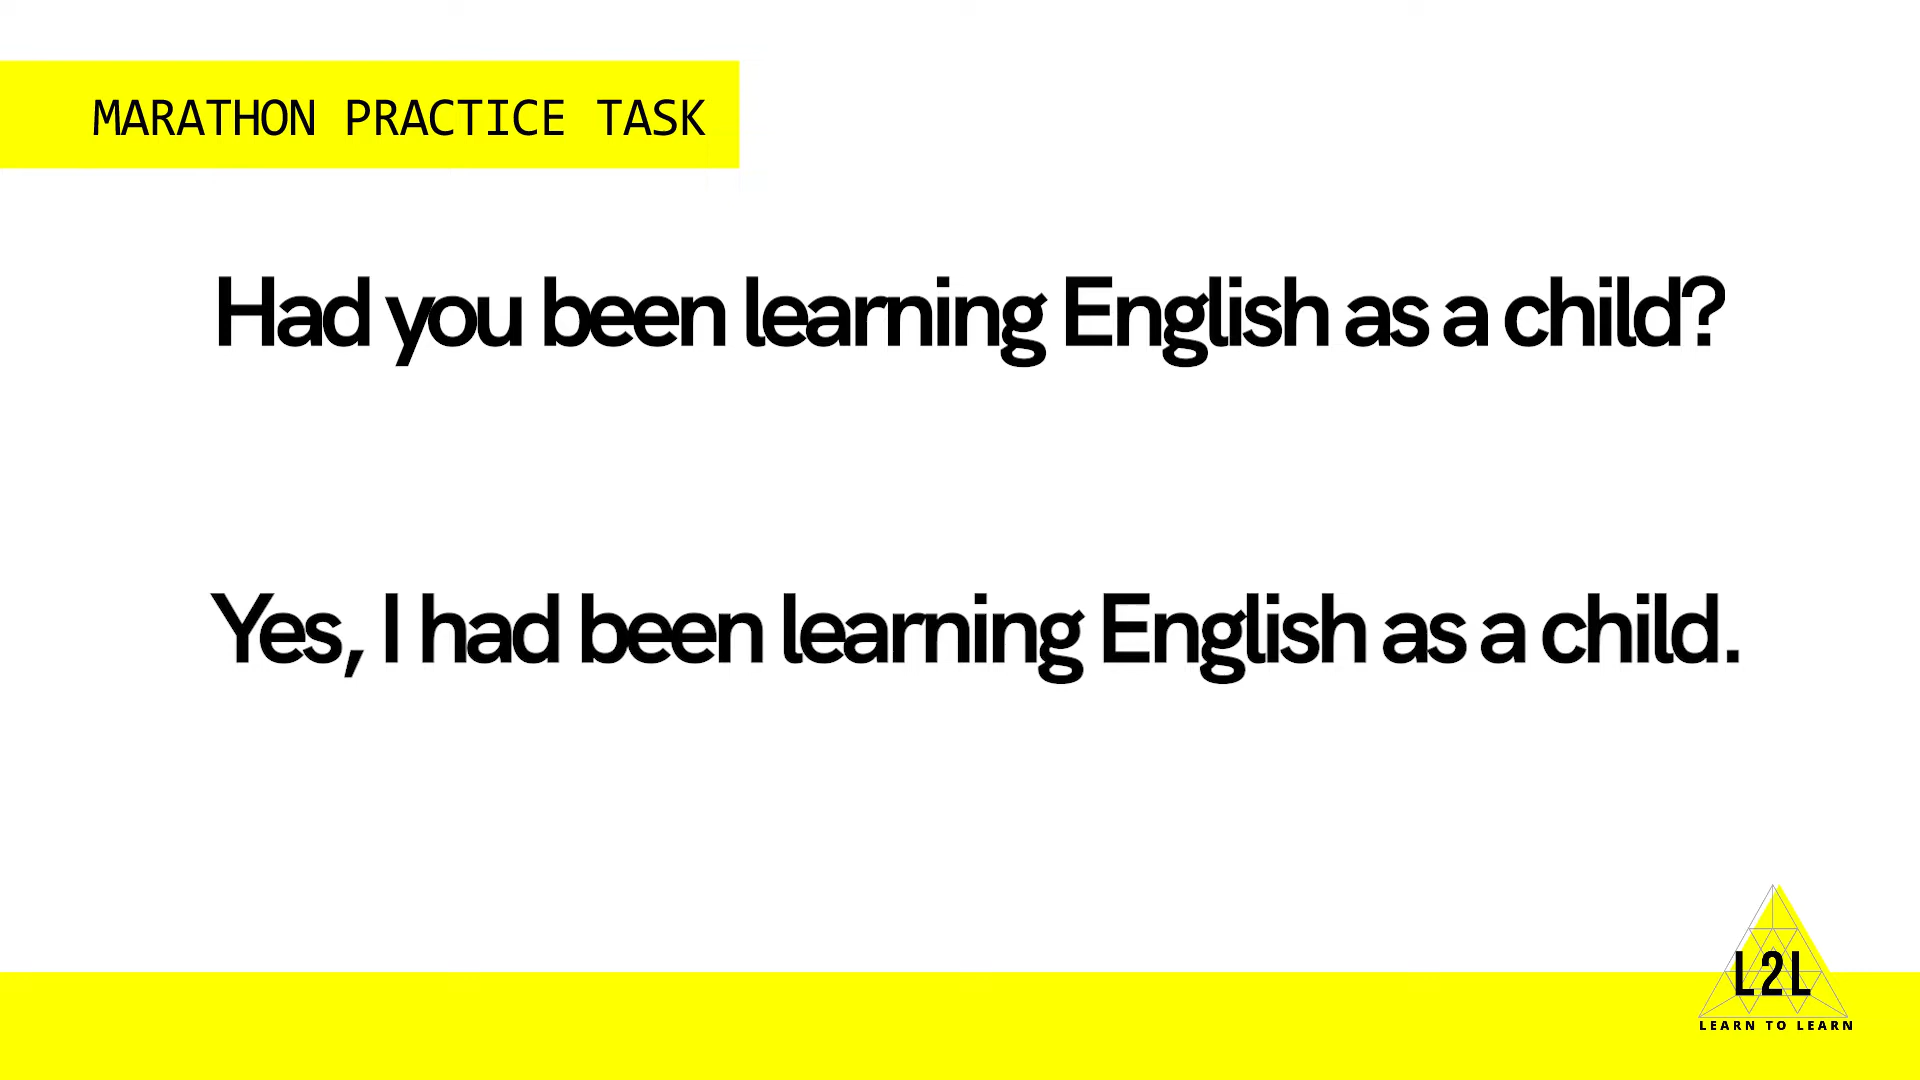 MARATHON PRACTICE TASK
Had you been learning English as a child?
Yes, I had been learning English as a child.
L2L
LEARN TO LEARN